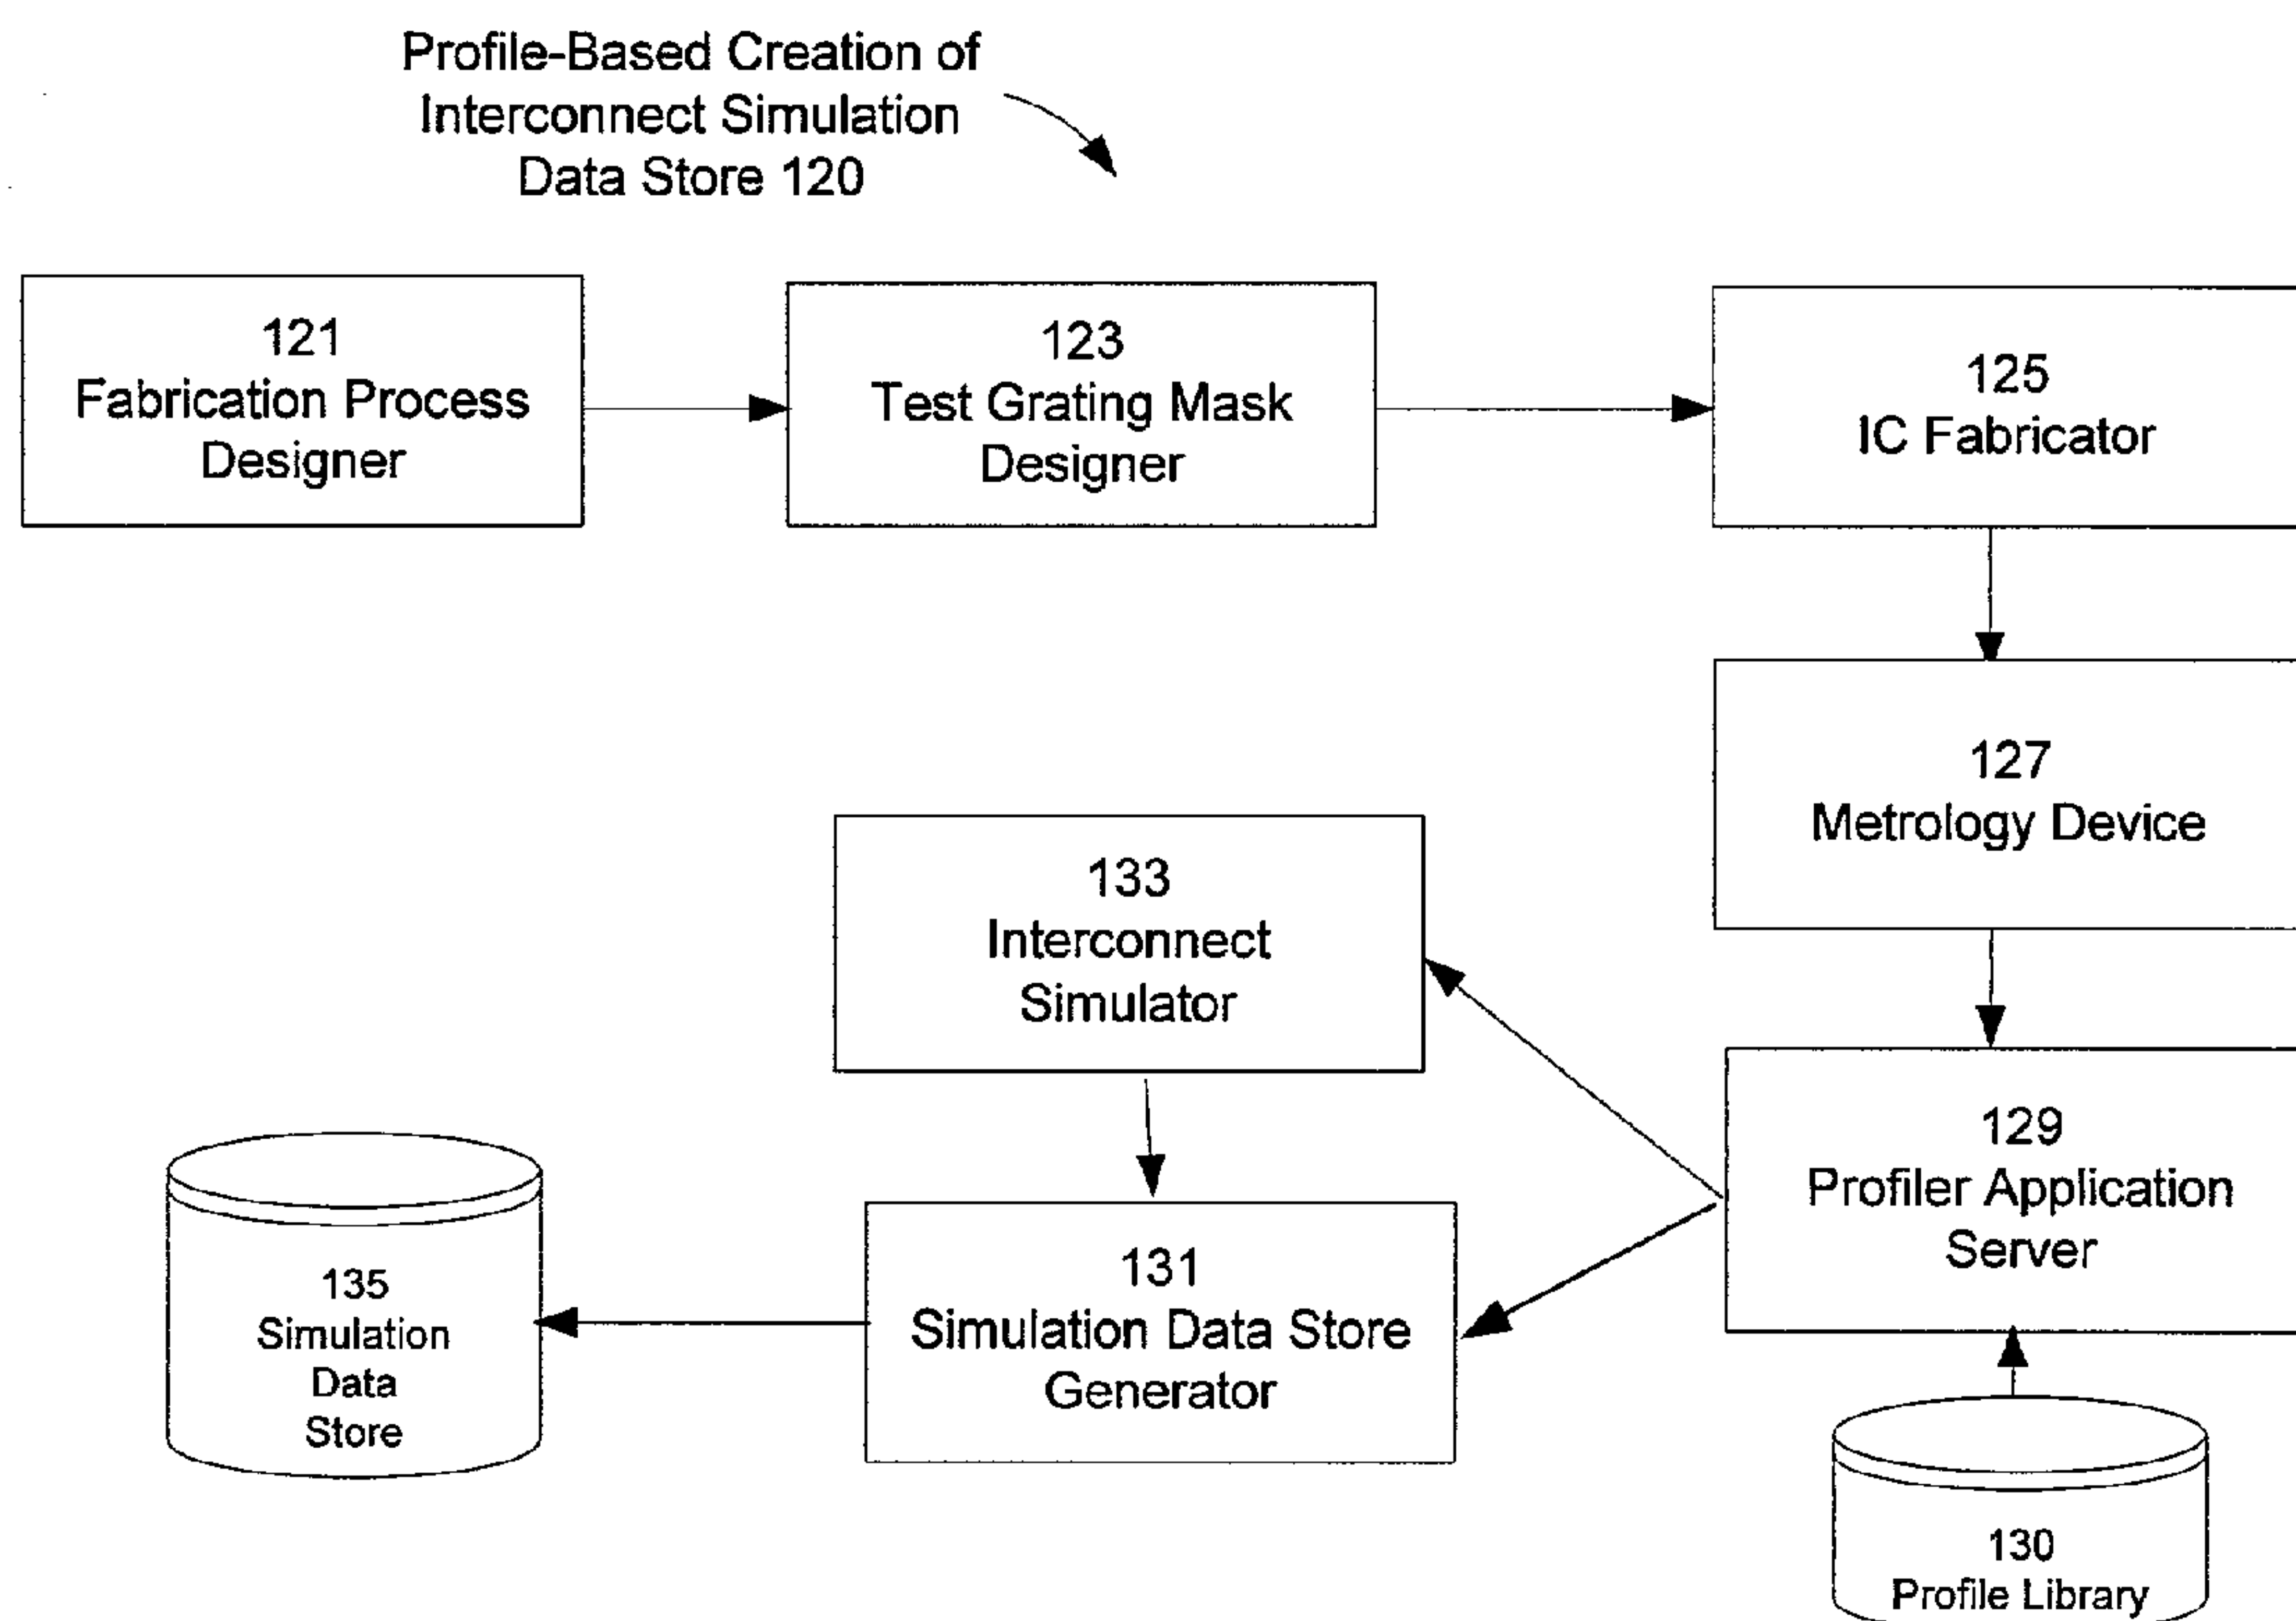 Profile-Based Creation of
Interconnect Simulation
Data Store 120
121
Fabrication Process
Designer
123
Test Grating Mask
Designer
125
IC Fabricator
127
Metrology Device
133
Interconnect
Simulator
129
Profiler Application
Server
131
Simulation Data Store
Generator
135
Simulation
Data
Store
130
Profile Library